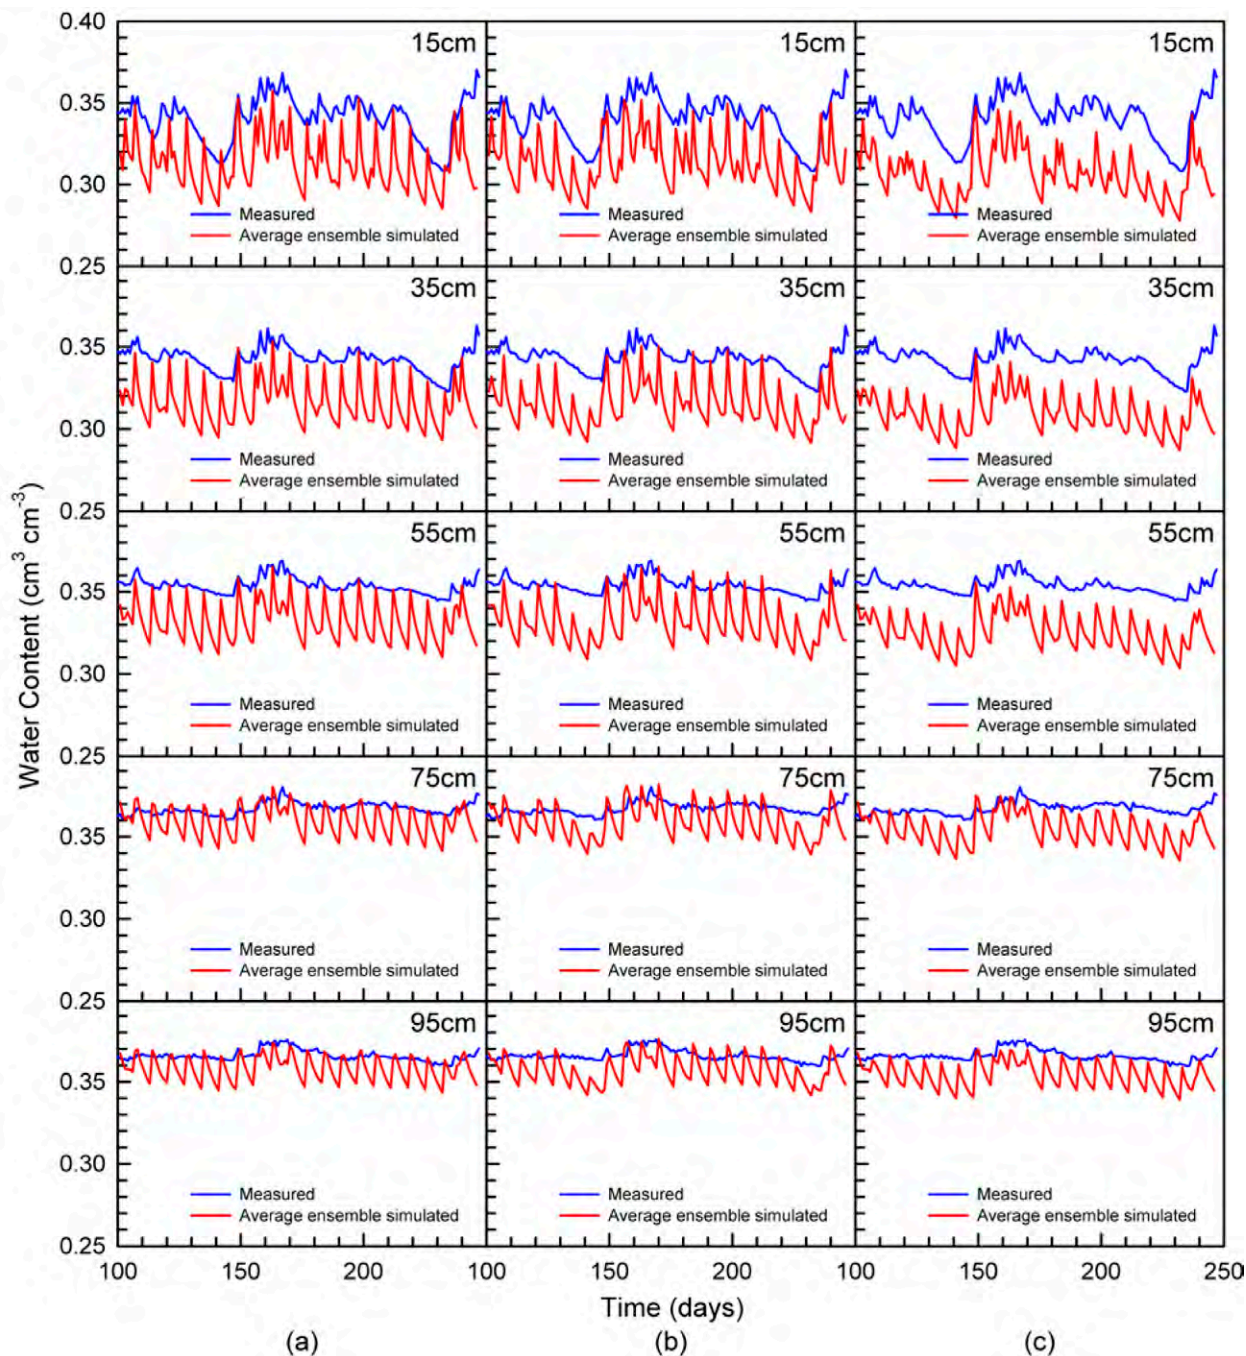 0.40
15cm
15cm
15cm
0.35
0.30
Measured
Average ensemble simulated
Measured
Average ensemble simulated
Measured
Average ensemble simulated
0.25
35cm
35cm
35cm
0.35
0.30
Measured
Average ensemble simulated
Measured
Average ensemble simulated
Measured
Average ensemble simulated
0.25
55cm
55cm
55cm
0.35
0.30
Measured
Average ensemble simulated
Measured
Average ensemble simulated
Measured
Average ensemble simulated
0.25
75cm
75cm
75cm
0.35
0.30
Measured
Average ensemble simulated
Measured
Average ensemble simulated
Measured
Average ensemble simulated
0.25
95cm
95cm
95cm
0.35
0.30
Measured
Average ensemble simulated
Measured
Average ensemble simulated
Measured
Average ensemble simulated
0.25
Water Content (cm³ cm⁻³)
100 150 200 100 150 200 100 150 200 250
Time (days)
(a) (b) (c)